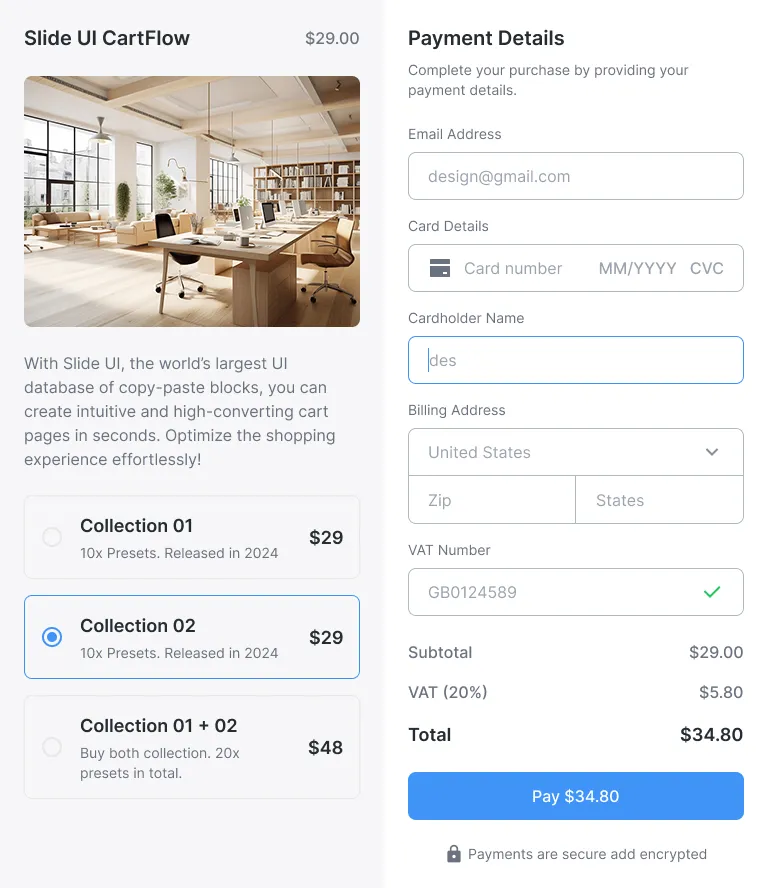 Slide UI CartFlow
$29.00
With Slide UI, the world’s largest UI
database of copy-paste blocks, you can
create intuitive and high-converting cart
pages in seconds. Optimize the shopping
experience effortlessly!
Collection 01
10x Presets. Released in 2024
$29
Collection 02
10x Presets. Released in 2024
$29
Collection 01 + 02
Buy both collection. 20x
presets in total.
$48
Payment Details
Complete your purchase by providing your
payment details.
Email Address
design@gmail.com
Card Details
Card number MM/YYYY CVC
Cardholder Name
des
Billing Address
United States
Zip States
VAT Number
GB0124589
Subtotal $29.00
VAT (20%) $5.80
Total $34.80
Pay $34.80
Payments are secure add encrypted